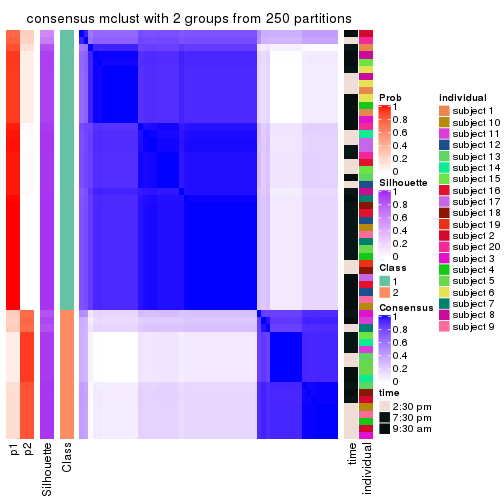 consensus mclust with 2 groups from 250 partitions
Prob
1
0.8
0.6
0.4
0.2
0
Silhouette
1
0.8
0.6
0.4
0.2
0
Class
1
2
Consensus
1
0.8
0.6
0.4
0.2
0
time
2:30 pm
7:30 pm
9:30 am
individual
subject 1
subject 10
subject 11
subject 12
subject 13
subject 14
subject 15
subject 16
subject 17
subject 18
subject 19
subject 2
subject 20
subject 3
subject 4
subject 5
subject 6
subject 7
subject 8
subject 9
p1
p2
Silhouette
Class
time
individual